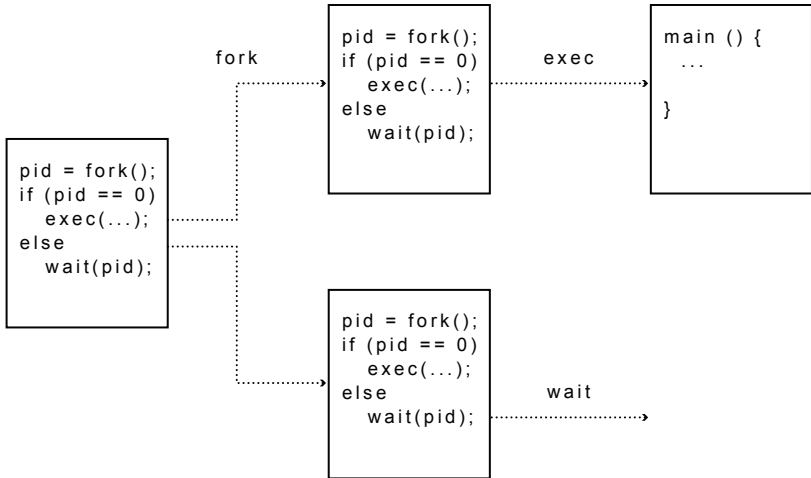 fork
pid = fork();
if (pid == 0)
exec(...);
else
wait(pid);
exec
main () {
...
}
pid = fork();
if (pid == 0)
exec(...);
else
wait(pid);
pid = fork();
if (pid == 0)
exec(...);
else
wait(pid);
wait